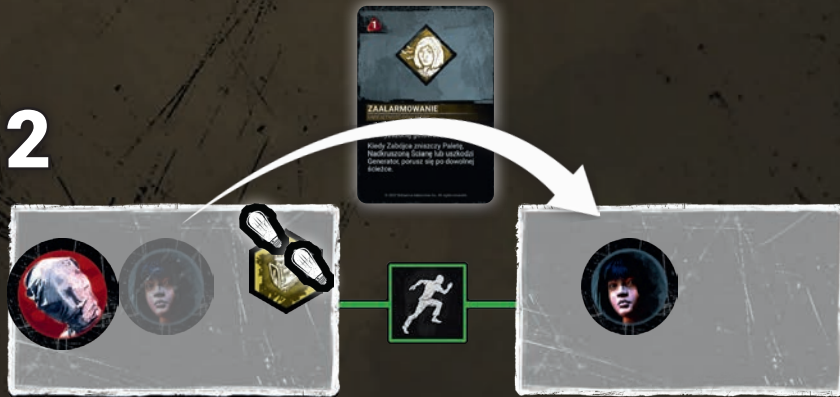 1
ZAALARMOWANIE
2
Kiedy Zabójca zniszczy Paletę,
Nadkruszoną Ścianę lub uszkodzi
Generator, porusz się po dowolnej
ścieżce.